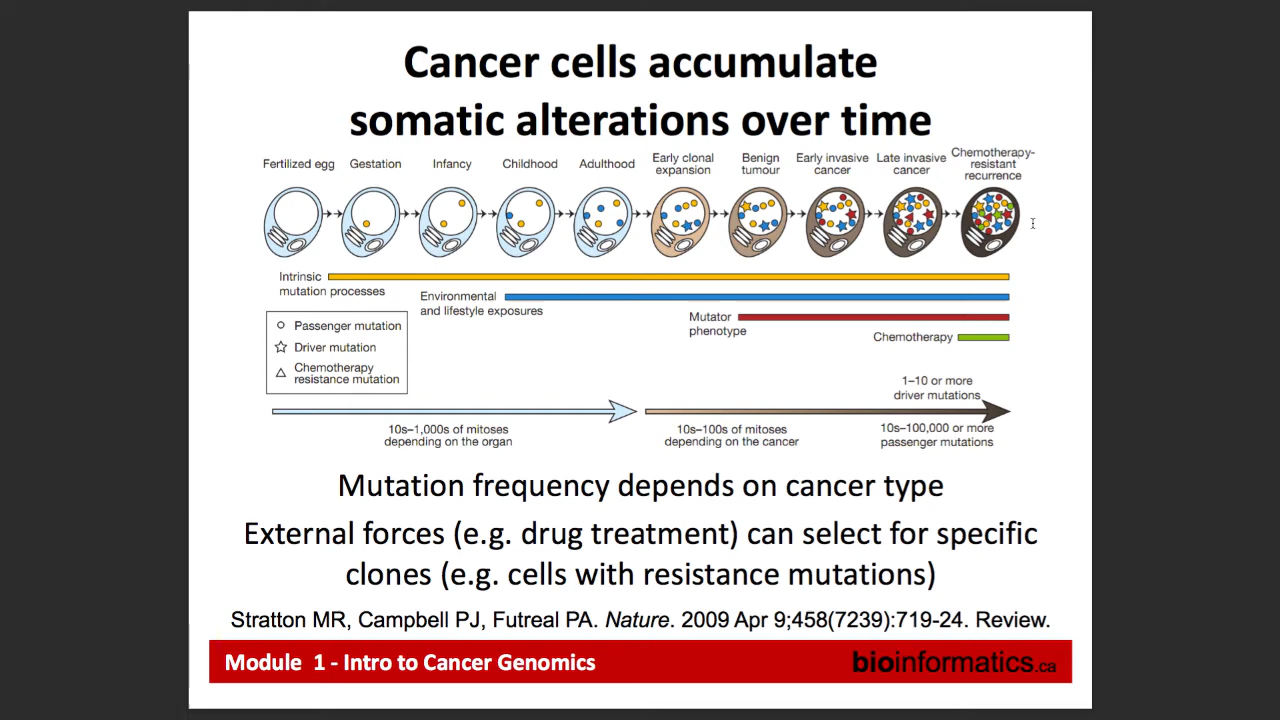 Cancer cells accumulate
somatic alterations over time
Fertilized egg
Gestation
Infancy
Childhood
Adulthood
Early clonal
expansion
Benign
tumour
Early invasive
cancer
Late invasive
cancer
Chemotherapy-
resistant
recurrence
Intrinsic
mutation processes
Environmental
and lifestyle exposures
Mutator
phenotype
Chemotherapy
Passenger mutation
Driver mutation
Chemotherapy
resistance mutation
1–10 or more
driver mutations
10s–1,000s of mitoses
depending on the organ
10s–100s of mitoses
depending on the cancer
10s–100,000 or more
passenger mutations
Mutation frequency depends on cancer type
External forces (e.g. drug treatment) can select for specific
clones (e.g. cells with resistance mutations)
Stratton MR, Campbell PJ, Futreal PA. Nature. 2009 Apr 9;458(7239):719-24. Review.
Module 1 - Intro to Cancer Genomics
bioinformatics.ca